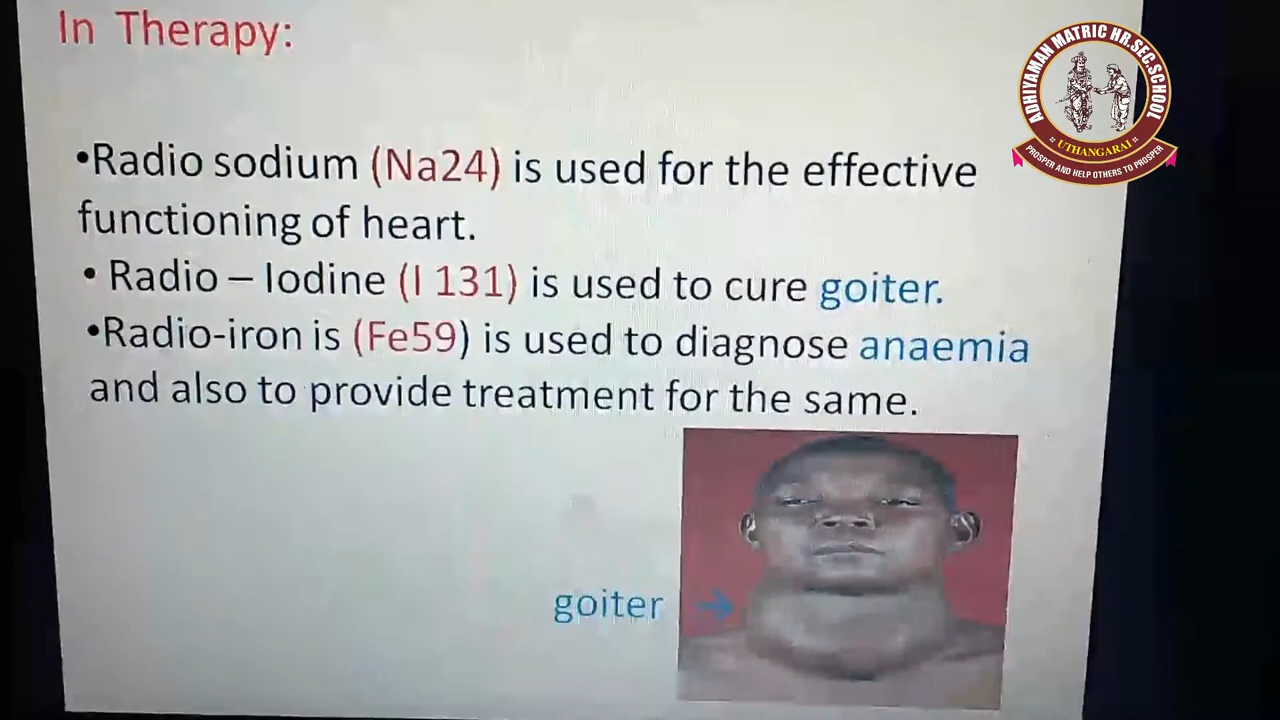 In Therapy:
•Radio sodium (Na24) is used for the effective
functioning of heart.
• Radio – Iodine (I 131) is used to cure goiter.
•Radio-iron is (Fe59) is used to diagnose anaemia
and also to provide treatment for the same.
goiter
ADHIYAMAN MATRIC HR.SEC.SCHOOL
UTHANGARAI
PROSPER AND HELP OTHERS TO PROSPER